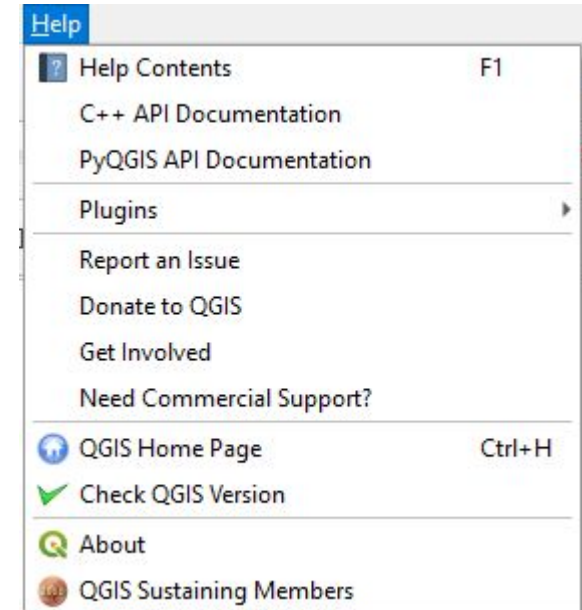 Help
Help Contents F1
C++ API Documentation
PyQGIS API Documentation
Plugins
Report an Issue
Donate to QGIS
Get Involved
Need Commercial Support?
QGIS Home Page Ctrl+H
Check QGIS Version
About
QGIS Sustaining Members